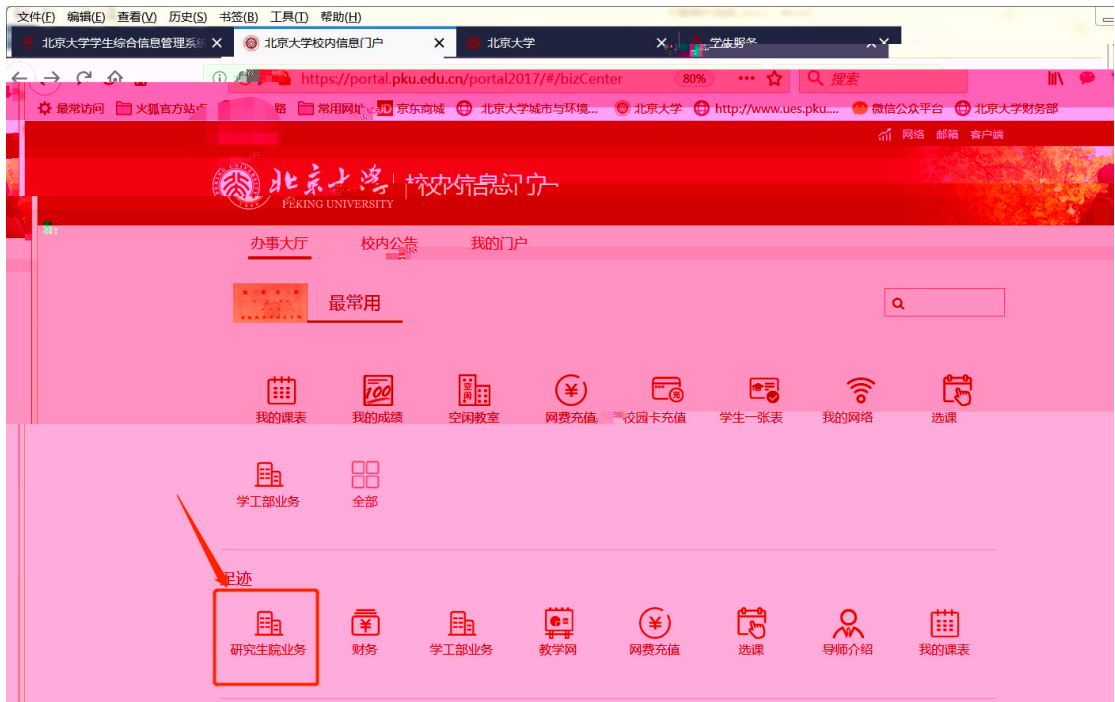 文件(F) 编辑(E) 查看(V) 历史(S) 书签(B) 工具(T) 帮助(H)
北京大学学生综合信息管理系统 北京大学校内信息门户 北京大学
https://portal.pku.edu.cn/portal2017/#/bizCenter 80% 搜索
最常访问 火狐官方站点 常用网址 JD 京东商城 北京大学城市与环境... 北京大学 http://www.ues.pku.... 微信公众平台 北京大学财务部
网络 邮箱 客户端
北京大学 校内信息门户
PEKING UNIVERSITY
办事大厅 校内公告 我的门户
最常用
100 空闲 充
我的课表 我的成绩 空闲教室 网费充值 校园卡充值 学生一张表 我的网络 选课
学工部业务 全部
足迹
研究生院业务 财务 学工部业务 教学网 网费充值 选课 导师介绍 我的课表